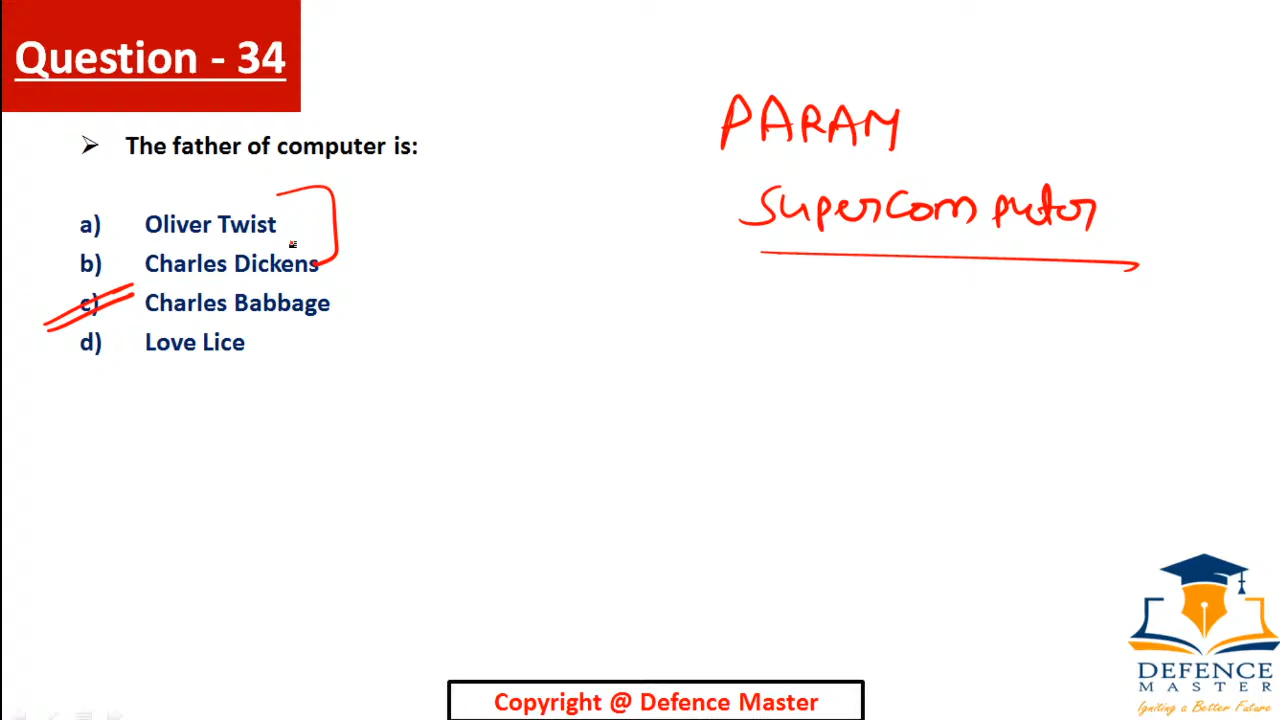 Question - 34
The father of computer is:
a) Oliver Twist
b) Charles Dickens
c) Charles Babbage
d) Love Lice
PARAM
Supercomputer
DEFENCE
MASTER
Igniting a Better Future
Copyright @ Defence Master